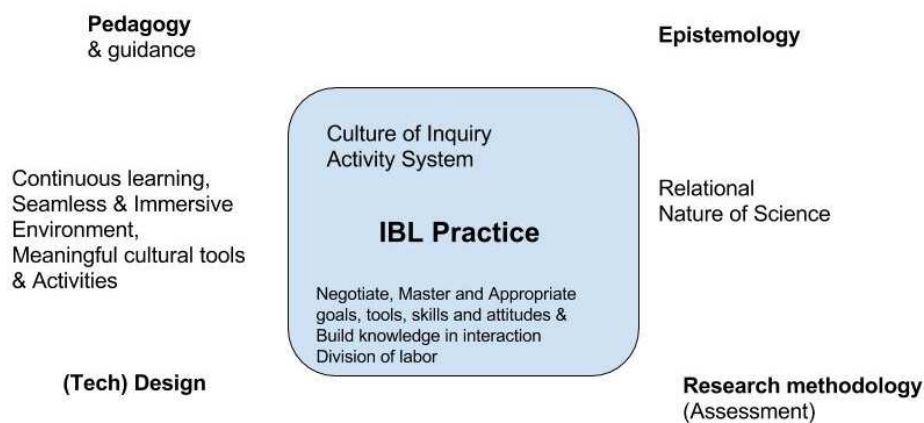 Pedagogy
& guidance
Epistemology
Culture of Inquiry
Activity System
Continuous learning,
Seamless & Immersive
Environment,
Meaningful cultural tools
& Activities
IBL Practice
Relational
Nature of Science
Negotiate, Master and Appropriate
goals, tools, skills and attitudes &
Build knowledge in interaction
Division of labor
(Tech) Design
Research methodology
(Assessment)